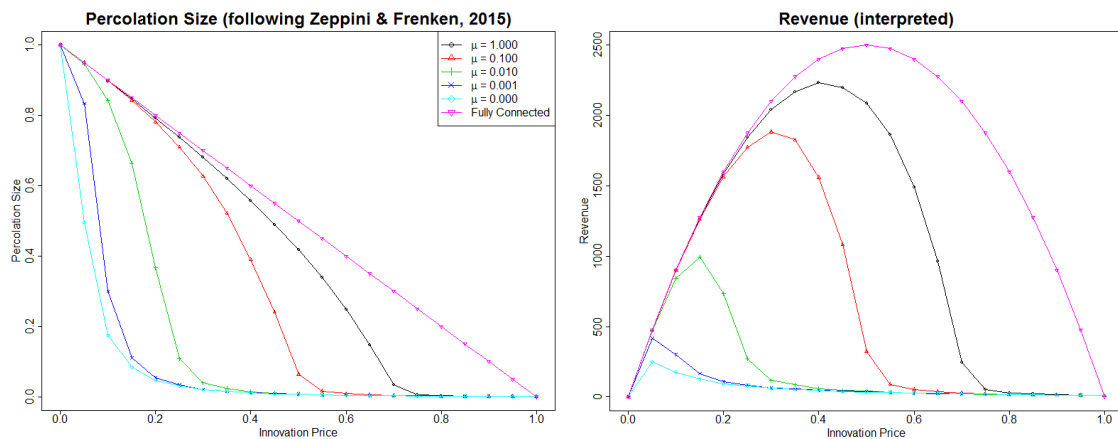 Percolation Size (following Zeppini & Frenken, 2015)
1.0
0.8
0.6
0.4
0.2
0.0
Percolation Size
μ = 1.000
μ = 0.100
μ = 0.010
μ = 0.001
μ = 0.000
Fully Connected
0.0 0.2 0.4 0.6 0.8 1.0
Innovation Price
Revenue (interpreted)
2500
2000
1500
1000
500
0
Revenue
0.0 0.2 0.4 0.6 0.8 1.0
Innovation Price